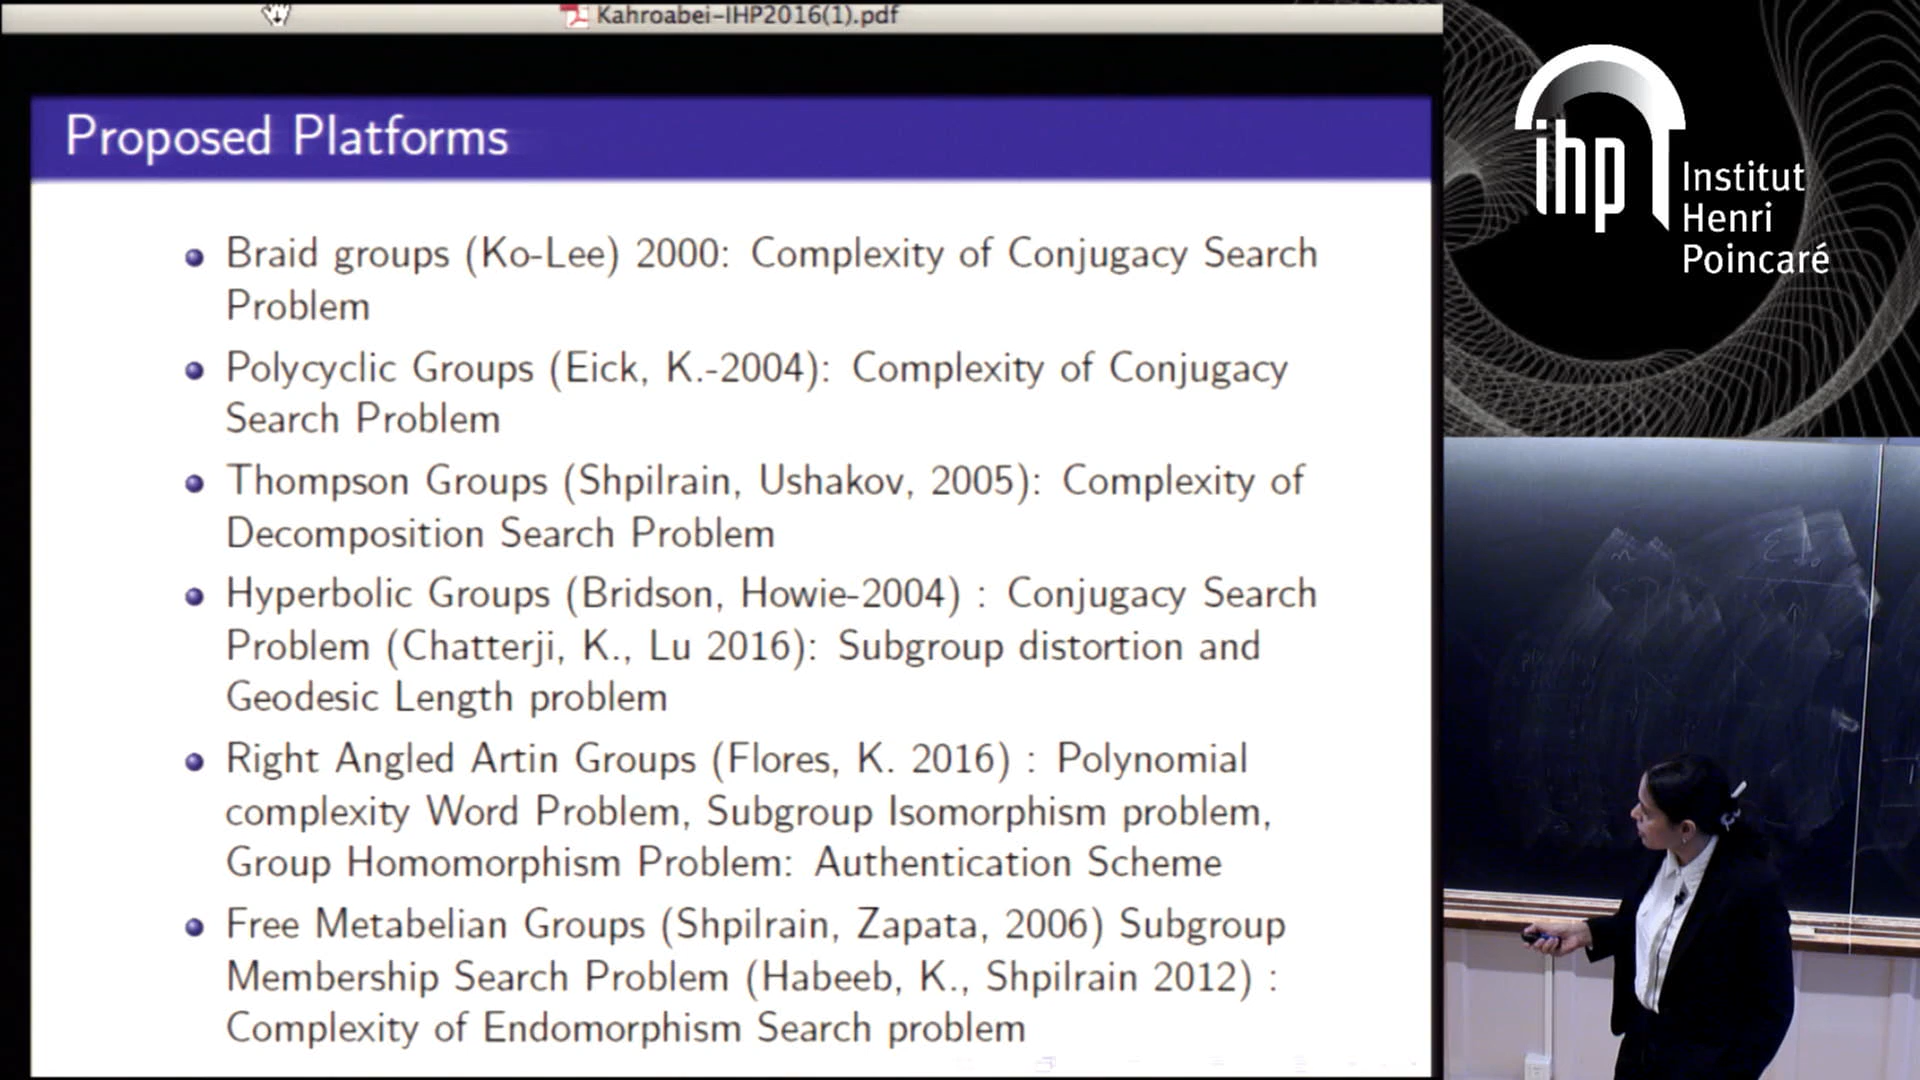 Kahroabei-IHP2016(1).pdf
Proposed Platforms
Braid groups (Ko-Lee) 2000: Complexity of Conjugacy Search
Problem
Polycyclic Groups (Eick, K.-2004): Complexity of Conjugacy
Search Problem
Thompson Groups (Shpilrain, Ushakov, 2005): Complexity of
Decomposition Search Problem
Hyperbolic Groups (Bridson, Howie-2004) : Conjugacy Search
Problem (Chatterji, K., Lu 2016): Subgroup distortion and
Geodesic Length problem
Right Angled Artin Groups (Flores, K. 2016) : Polynomial
complexity Word Problem, Subgroup Isomorphism problem,
Group Homomorphism Problem: Authentication Scheme
Free Metabelian Groups (Shpilrain, Zapata, 2006) Subgroup
Membership Search Problem (Habeeb, K., Shpilrain 2012) :
Complexity of Endomorphism Search problem
ihp
Institut
Henri
Poincaré